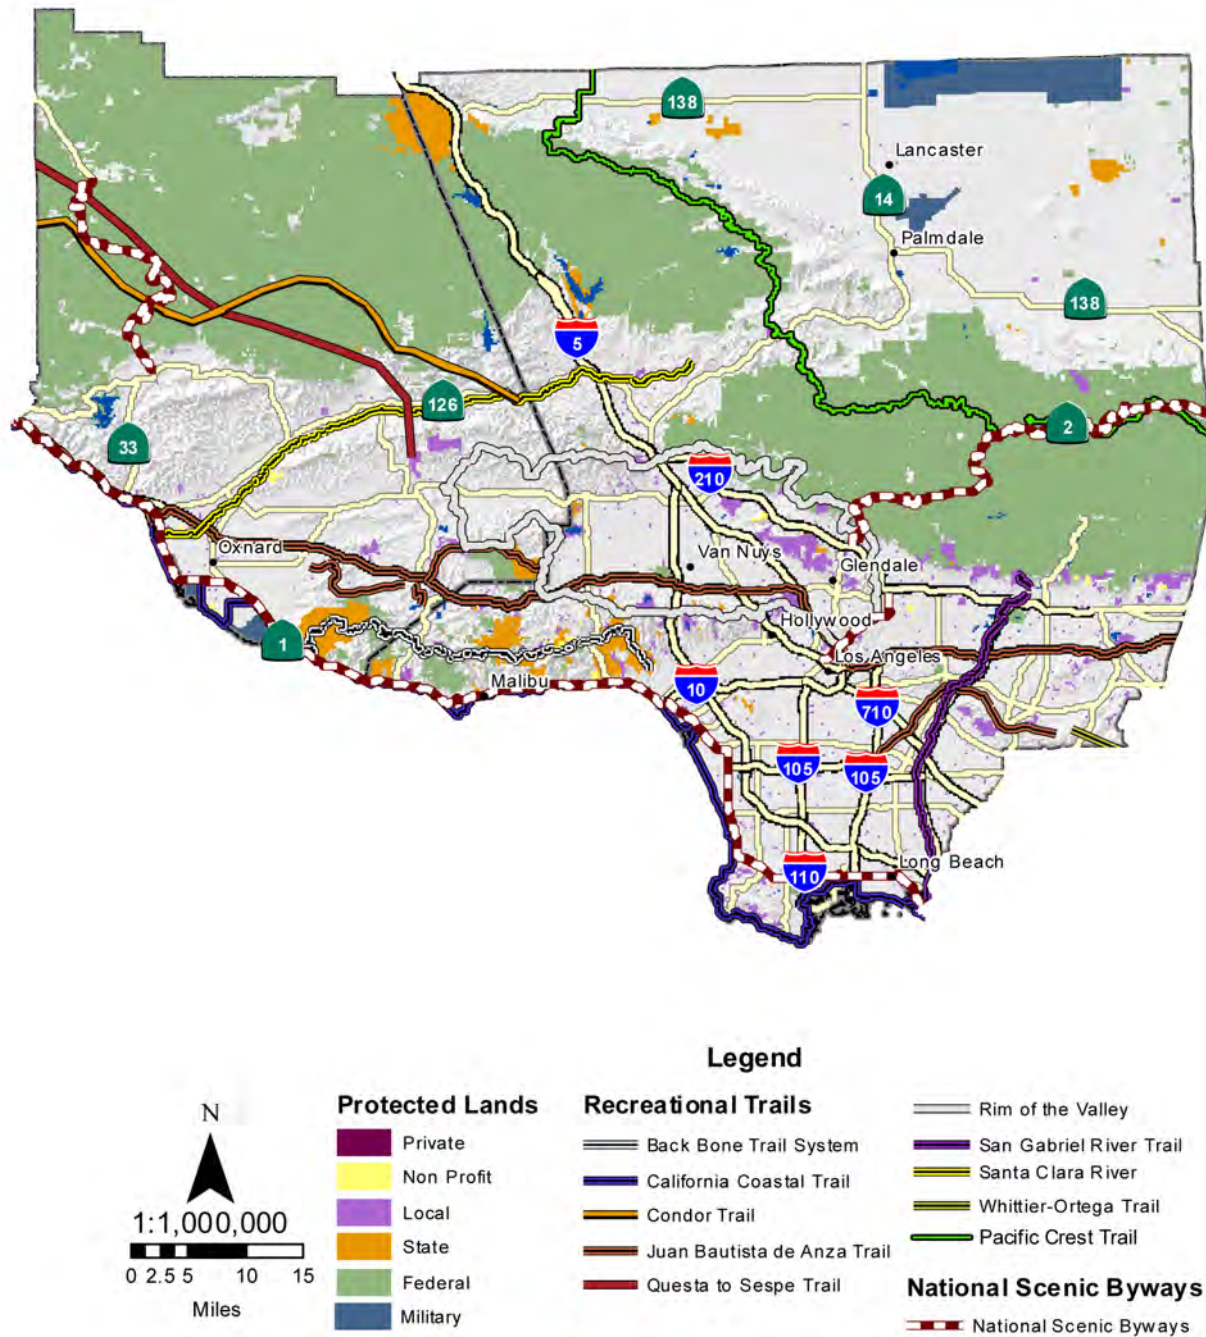 138
Lancaster
14
Palmdale
138
5
126
2
33
210
Oxnard
Van Nuys
Glendale
Hollywood
1
Los Angeles
Malibu
10
710
105
105
Long Beach
110
Legend
N
1:1,000,000
0 2.5 5 10 15
Miles
Protected Lands
Private
Non Profit
Local
State
Federal
Military
Recreational Trails
Back Bone Trail System
California Coastal Trail
Condor Trail
Juan Bautista de Anza Trail
Questa to Sespe Trail
Rim of the Valley
San Gabriel River Trail
Santa Clara River
Whittier-Ortega Trail
Pacific Crest Trail
National Scenic Byways
National Scenic Byways